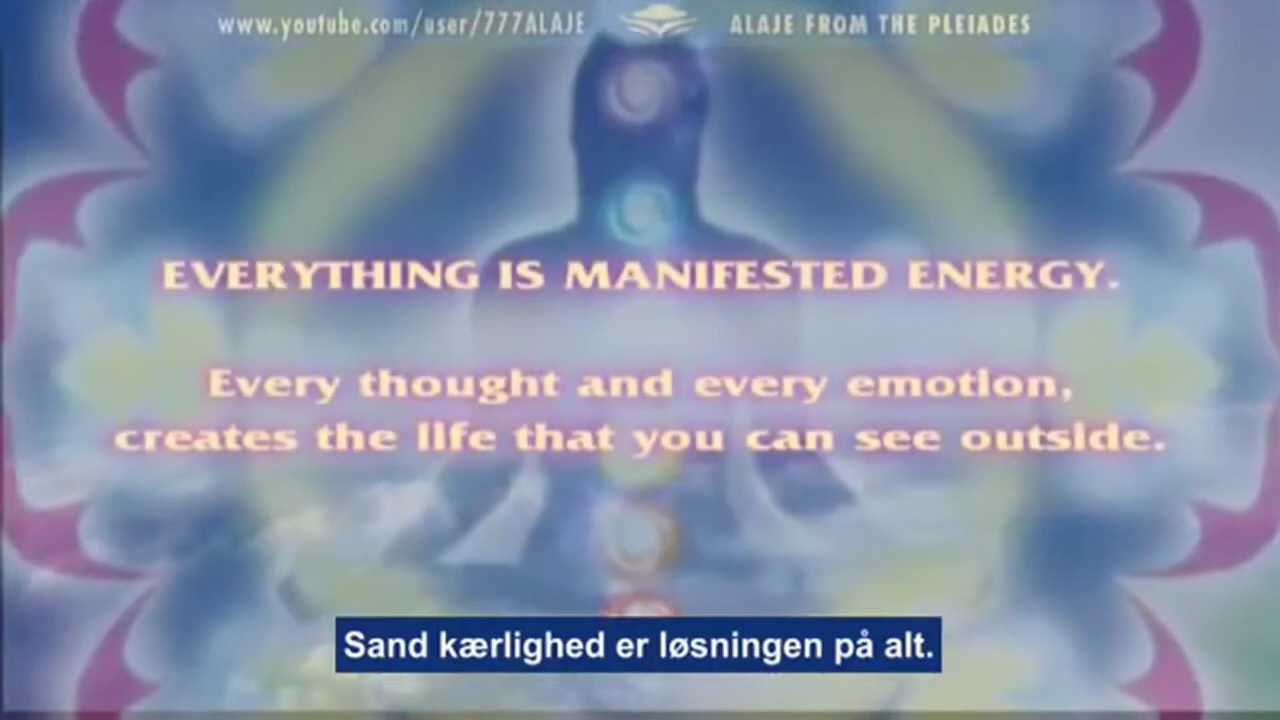 www.youtube.com/user/777ALAJE ALAJE FROM THE PLEIADES
EVERYTHING IS MANIFESTED ENERGY.
Every thought and every emotion,
creates the life that you can see outside.
Sand kærlighed er løsningen på alt.